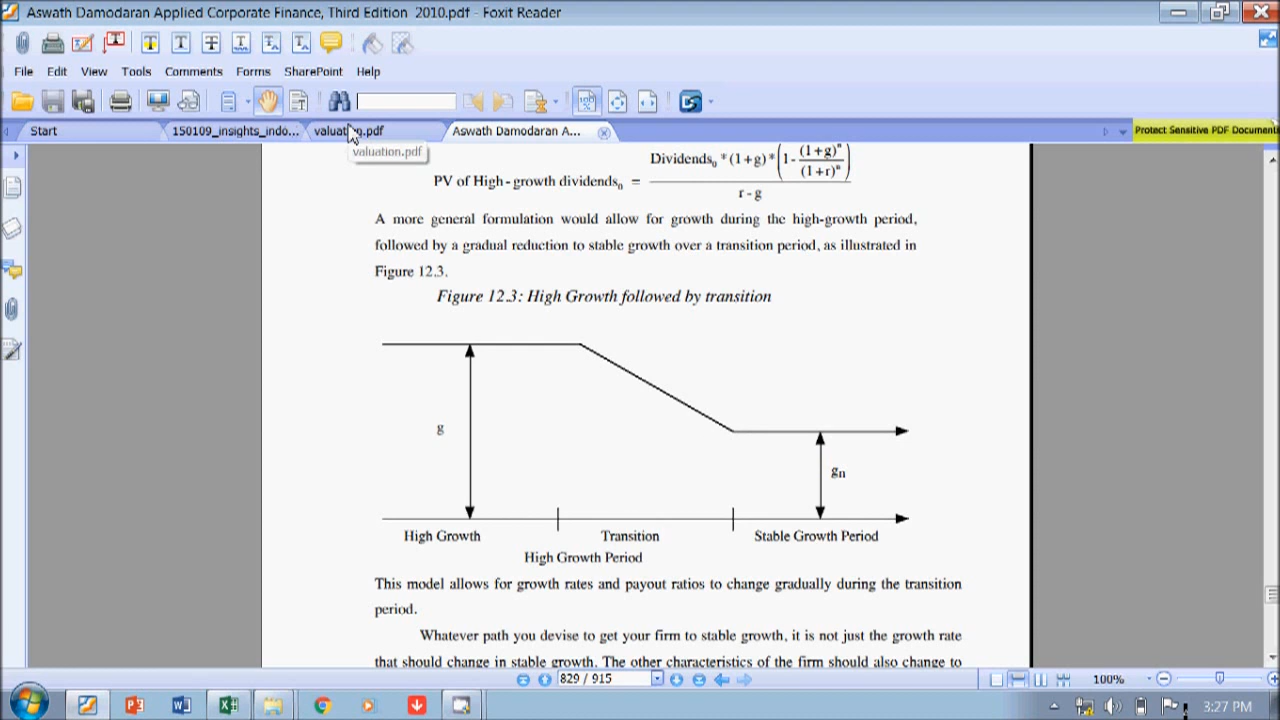 Aswath Damodaran Applied Corporate Finance, Third Edition 2010.pdf - Foxit Reader
File Edit View Tools Comments Forms SharePoint Help
Start 150109_insights_indo... valuation.pdf Aswath Damodaran A... Protect Sensitive PDF Document
valuation.pdf
PV of High-growth dividends₀ = Dividends₀ *(1+g)*(1- (1+g)ⁿ / (1+r)ⁿ) / r-g
A more general formulation would allow for growth during the high-growth period,
followed by a gradual reduction to stable growth over a transition period, as illustrated in
Figure 12.3.
Figure 12.3: High Growth followed by transition
g
gn
High Growth Transition Stable Growth Period
High Growth Period
This model allows for growth rates and payout ratios to change gradually during the transition
period.
Whatever path you devise to get your firm to stable growth, it is not just the growth rate
that should change in stable growth. The other characteristics of the firm should also change to
829 / 915 100%
3:27 PM